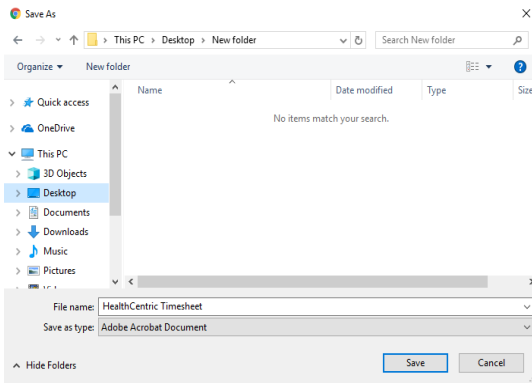 Save As
This PC > Desktop > New folder
Search New folder
Organize
New folder
Name
Date modified
Type
Size
No items match your search.
Quick access
OneDrive
This PC
3D Objects
Desktop
Documents
Downloads
Music
Pictures
File name: HealthCentric Timesheet
Save as type: Adobe Acrobat Document
Hide Folders
Save
Cancel